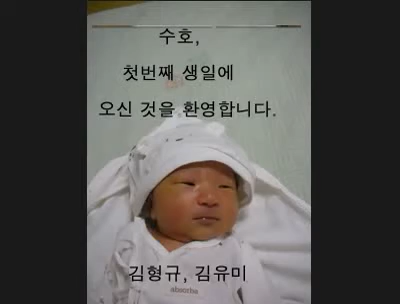 수호,
첫번째 생일에
오신 것을 환영합니다.
absorba
김형규, 김유미